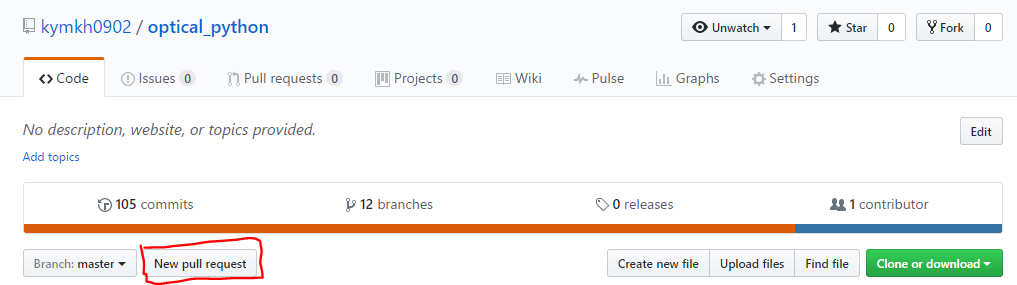 kymkh0902 / optical_python Unwatch 1 Star 0 Fork 0
Code Issues 0 Pull requests 0 Projects 0 Wiki Pulse Graphs Settings
No description, website, or topics provided. Edit
Add topics
105 commits 12 branches 0 releases 1 contributor
Branch: master New pull request Create new file Upload files Find file Clone or download